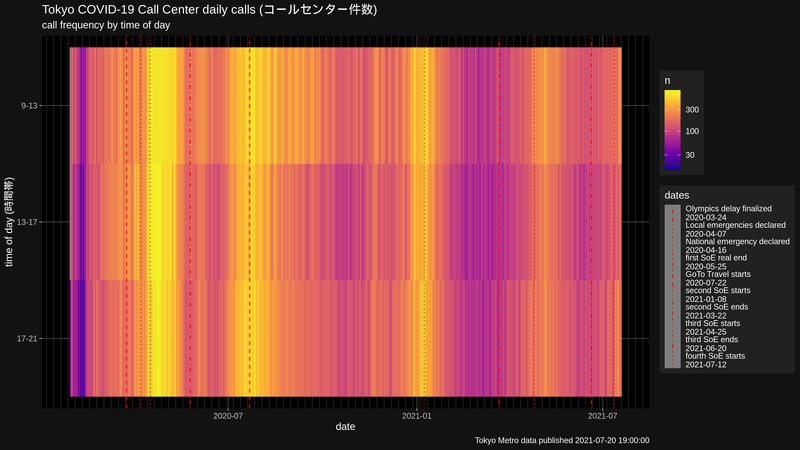 Tokyo COVID-19 Call Center daily calls (コールセンター件数)
call frequency by time of day
time of day (時間帯)
9-13
13-17
17-21
2020-07
2021-01
2021-07
date
n
300
100
30
dates
Olympics delay finalized
2020-03-24
Local emergencies declared
2020-04-07
National emergency declared
2020-04-16
first SoE real end
2020-05-25
GoTo Travel starts
2020-07-22
second SoE starts
2021-01-08
second SoE ends
2021-03-22
third SoE starts
2021-04-25
third SoE ends
2021-06-20
fourth SoE starts
2021-07-12
Tokyo Metro data published 2021-07-20 19:00:00